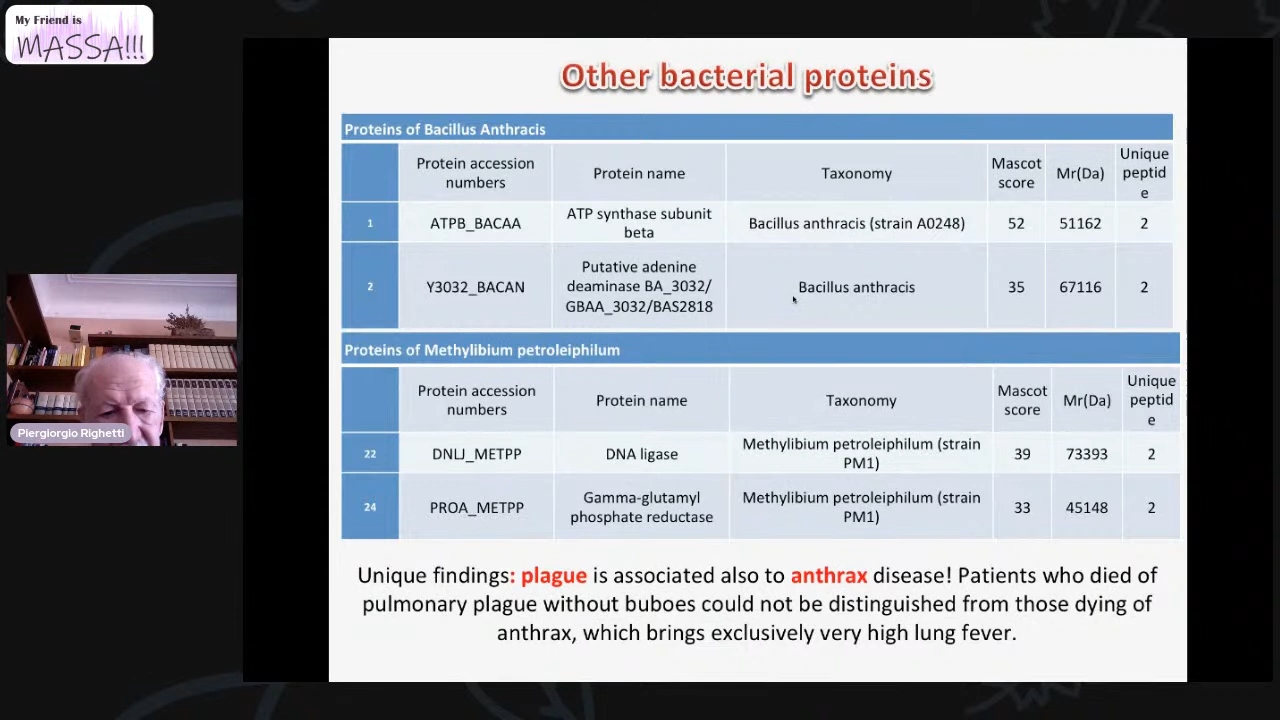 My Friend is
MASSA!!!
Other bacterial proteins
Proteins of Bacillus Anthracis
Protein accession numbers
Protein name
Taxonomy
Mascot score
Mr(Da)
Unique peptid e
1
ATPB_BACAA
ATP synthase subunit beta
Bacillus anthracis (strain A0248)
52
51162
2
2
Y3032_BACAN
Putative adenine deaminase BA_3032/ GBAA_3032/BAS2818
Bacillus anthracis
35
67116
2
Proteins of Methylibium petroleiphilum
Protein accession numbers
Protein name
Taxonomy
Mascot score
Mr(Da)
Unique peptid e
22
DNLJ_METPP
DNA ligase
Methylibium petroleiphilum (strain PM1)
39
73393
2
24
PROA_METPP
Gamma-glutamyl phosphate reductase
Methylibium petroleiphilum (strain PM1)
33
45148
2
Unique findings: plague is associated also to anthrax disease! Patients who died of
pulmonary plague without buboes could not be distinguished from those dying of
anthrax, which brings exclusively very high lung fever.
Piergiorgio Righetti